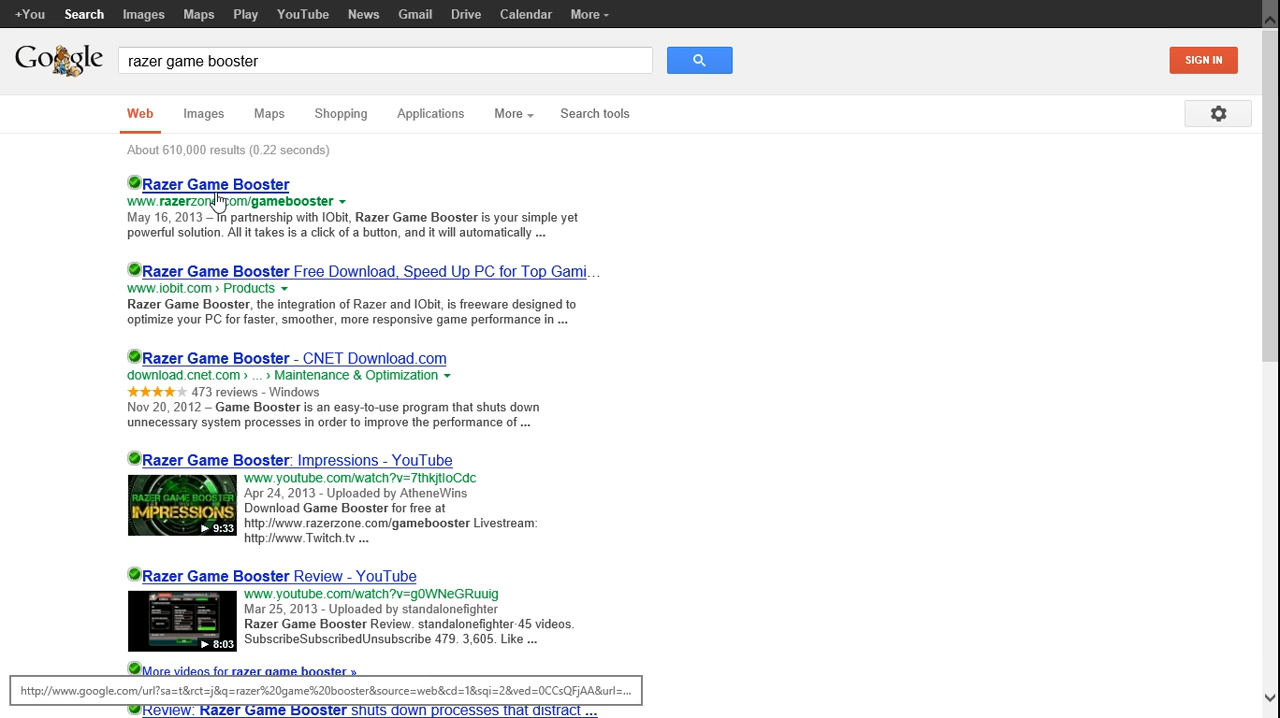 +You Search Images Maps Play YouTube News Gmail Drive Calendar More
Google razer game booster SIGN IN
Web Images Maps Shopping Applications More Search tools
About 610,000 results (0.22 seconds)
Razer Game Booster
www.razerzone.com/gamebooster
May 16, 2013 – In partnership with IObit, Razer Game Booster is your simple yet
powerful solution. All it takes is a click of a button, and it will automatically ...
Razer Game Booster Free Download, Speed Up PC for Top Gami...
www.iobit.com › Products
Razer Game Booster, the integration of Razer and IObit, is freeware designed to
optimize your PC for faster, smoother, more responsive game performance in ...
Razer Game Booster - CNET Download.com
download.cnet.com › ... › Maintenance & Optimization
473 reviews - Windows
Nov 20, 2012 – Game Booster is an easy-to-use program that shuts down
unnecessary system processes in order to improve the performance of ...
Razer Game Booster: Impressions - YouTube
www.youtube.com/watch?v=7thkjtIoCdc
Apr 24, 2013 - Uploaded by AtheneWins
Download Game Booster for free at
http://www.razerzone.com/gamebooster Livestream:
http://www.Twitch.tv ...
RAZER GAME BOOSTER
IMPRESSIONS
9:33
Razer Game Booster Review - YouTube
www.youtube.com/watch?v=g0WNeGRuuig
Mar 25, 2013 - Uploaded by standalonefighter
Razer Game Booster Review. standalonefighter·45 videos.
SubscribeSubscribedUnsubscribe 479. 3,605. Like ...
8:03
More videos for razer game booster »
http://www.google.com/url?sa=t&rct=j&q=razer%20game%20booster&source=web&cd=1&sqi=2&ved=0CCsQFjAA&url=...
Review: Razer Game Booster shuts down processes that distract ...